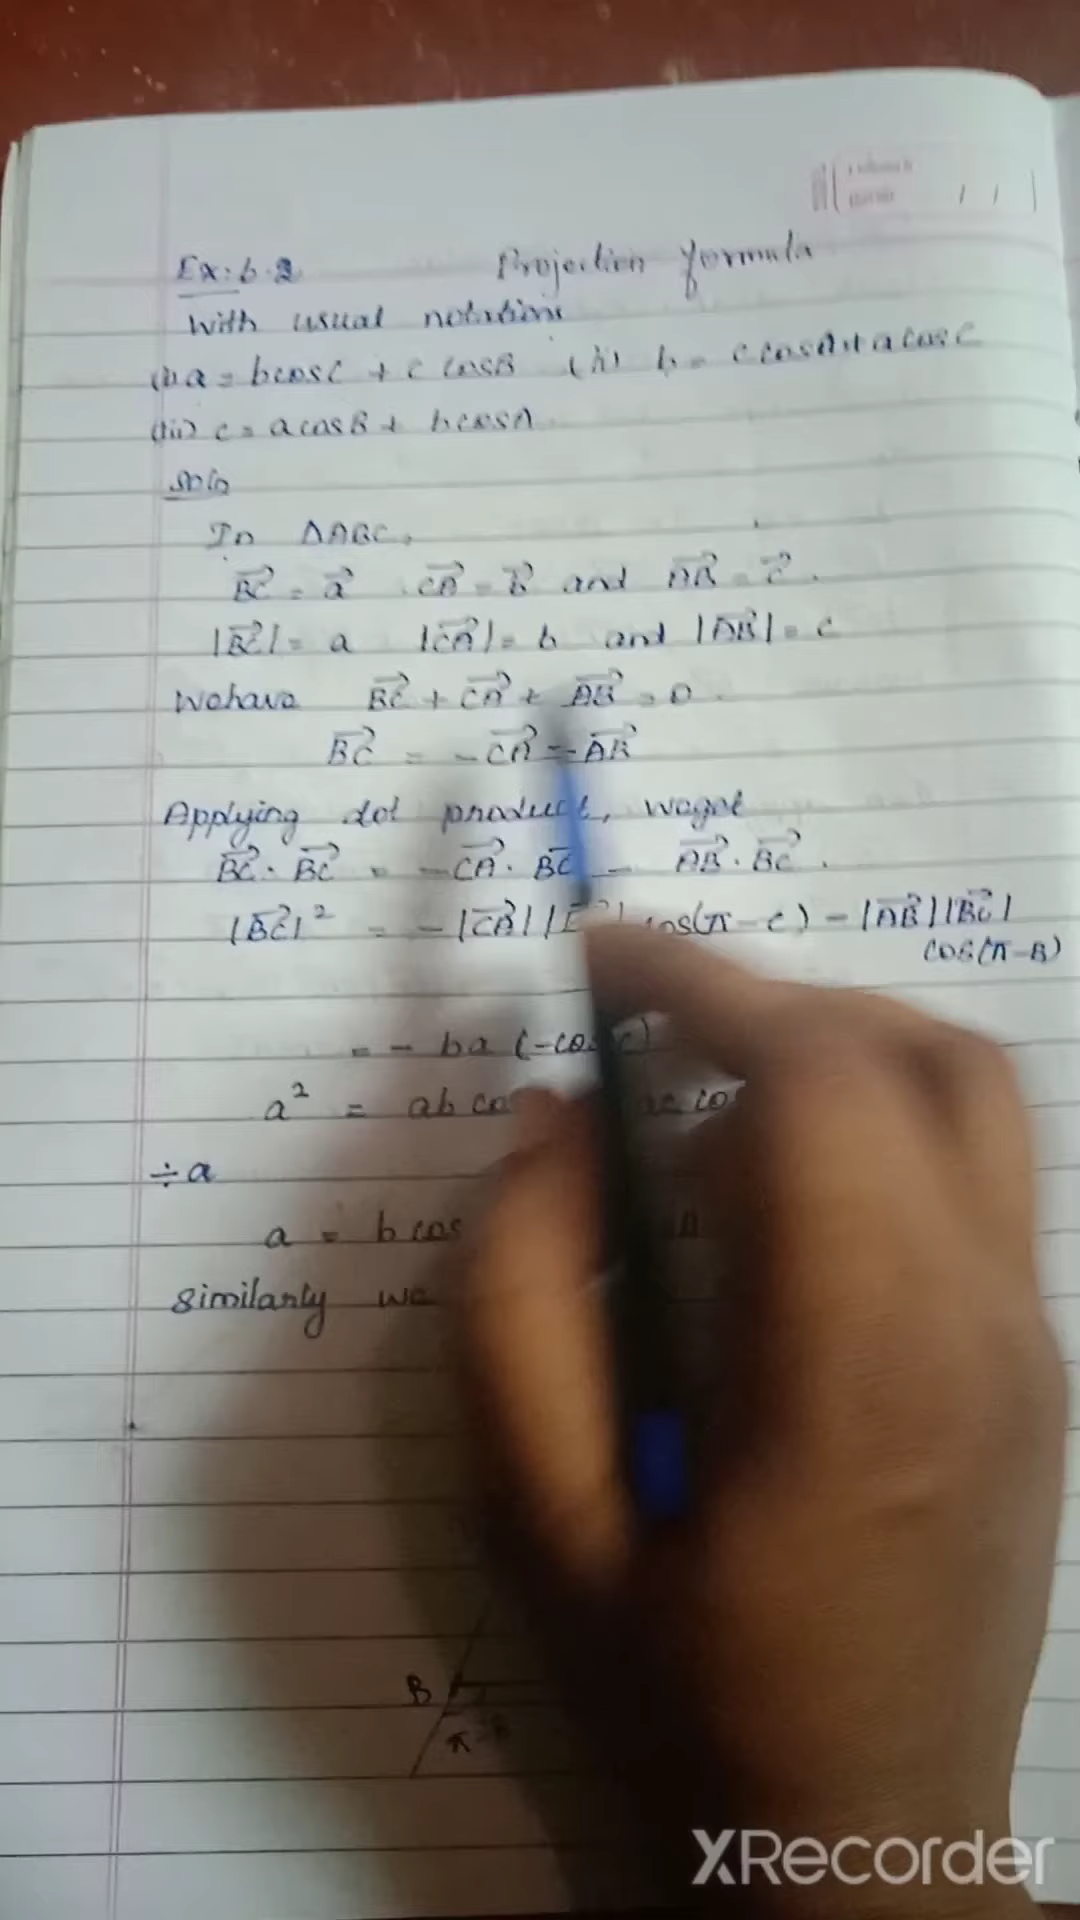 Ex: 6.2 Projection formula
With usual notations
(i) a = b cos C + c cos B (ii) b = c cos A + a cos C
(iii) c = a cos B + b cos A
Soln
In ΔABC,
BC⃗ = a⃗ CA⃗ = b⃗ and AB⃗ = c⃗.
|BC⃗| = a |CA⃗| = b and |AB⃗| = c
We have BC⃗ + CA⃗ + AB⃗ = 0
BC⃗ = -CA⃗ - AB⃗
Applying dot product, we get
BC⃗ · BC⃗ = -CA⃗ · BC⃗ - AB⃗ · BC⃗.
|BC⃗|² = -|CA⃗| | cos(π-C) - |AB⃗||BC⃗|
cos(π-B)
= - ba (-cos C)
a² = ab co ac co
÷ a
a = b cos
similarly we
B
π-B
XRecorder